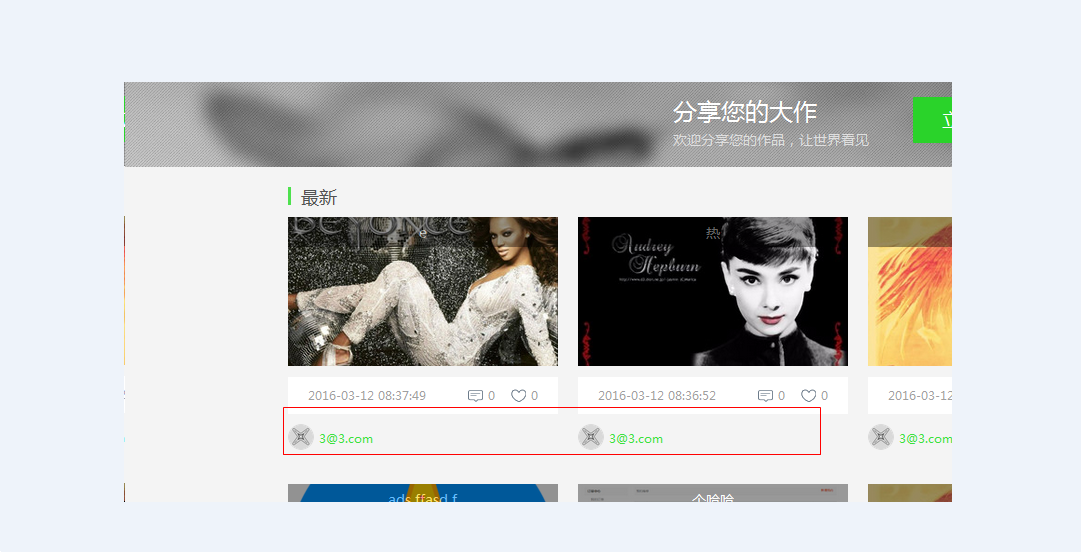 分享您的大作
立
欢迎分享您的作品，让世界看见
最新
BEYONCE
e
热
Audrey
Hepburn
2016-03-12 08:37:49 0 0
2016-03-12 08:36:52 0 0
2016-03-12
3@3.com
3@3.com
3@3.com
ads ffasd f
个哈哈